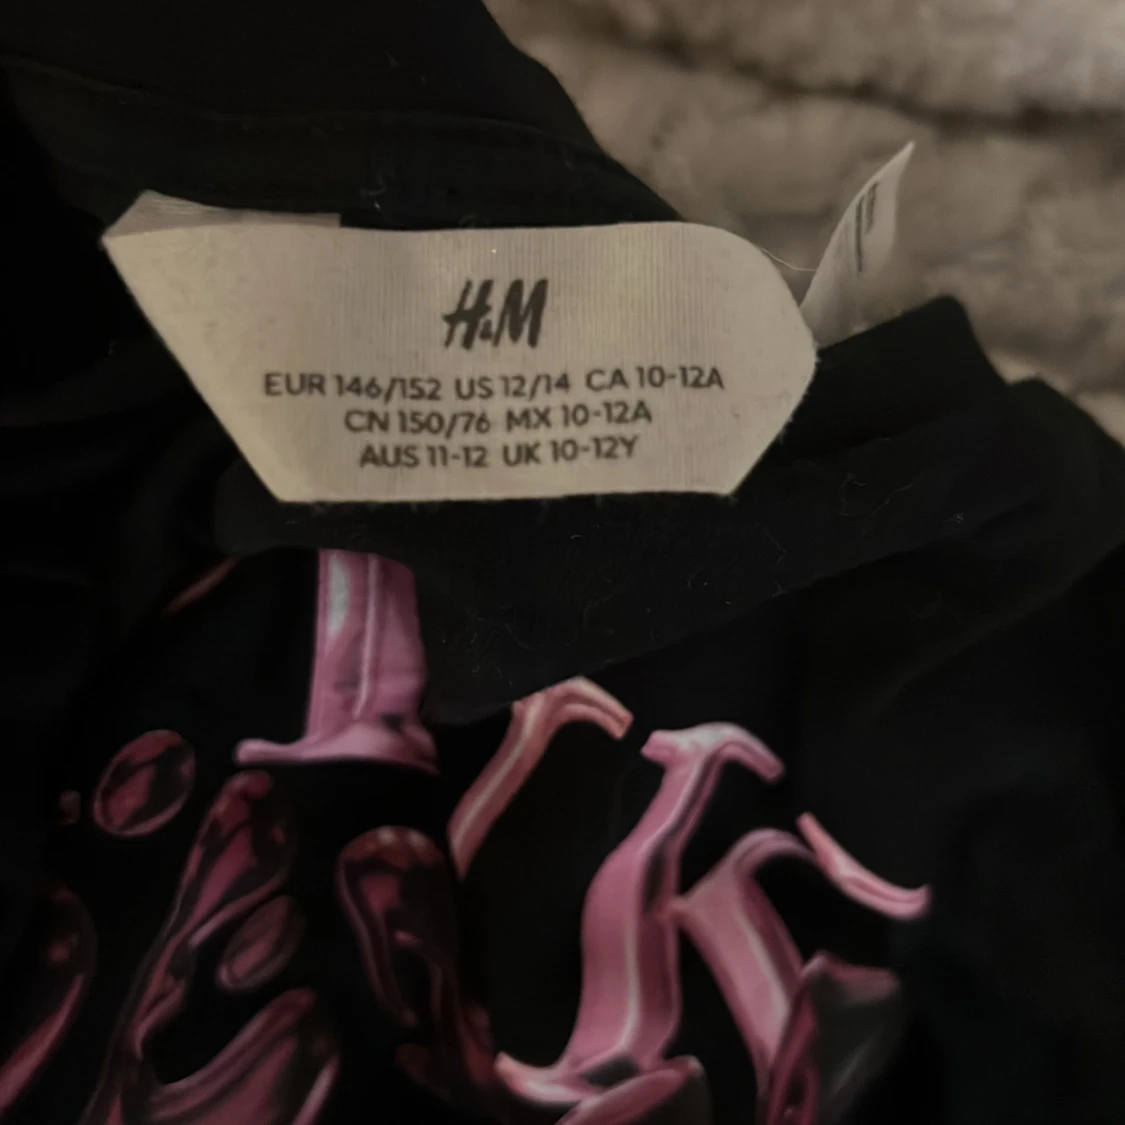 H&M
EUR 146/152 US 12/14 CA 10-12A
CN 150/76 MX 10-12A
AUS 11-12 UK 10-12Y